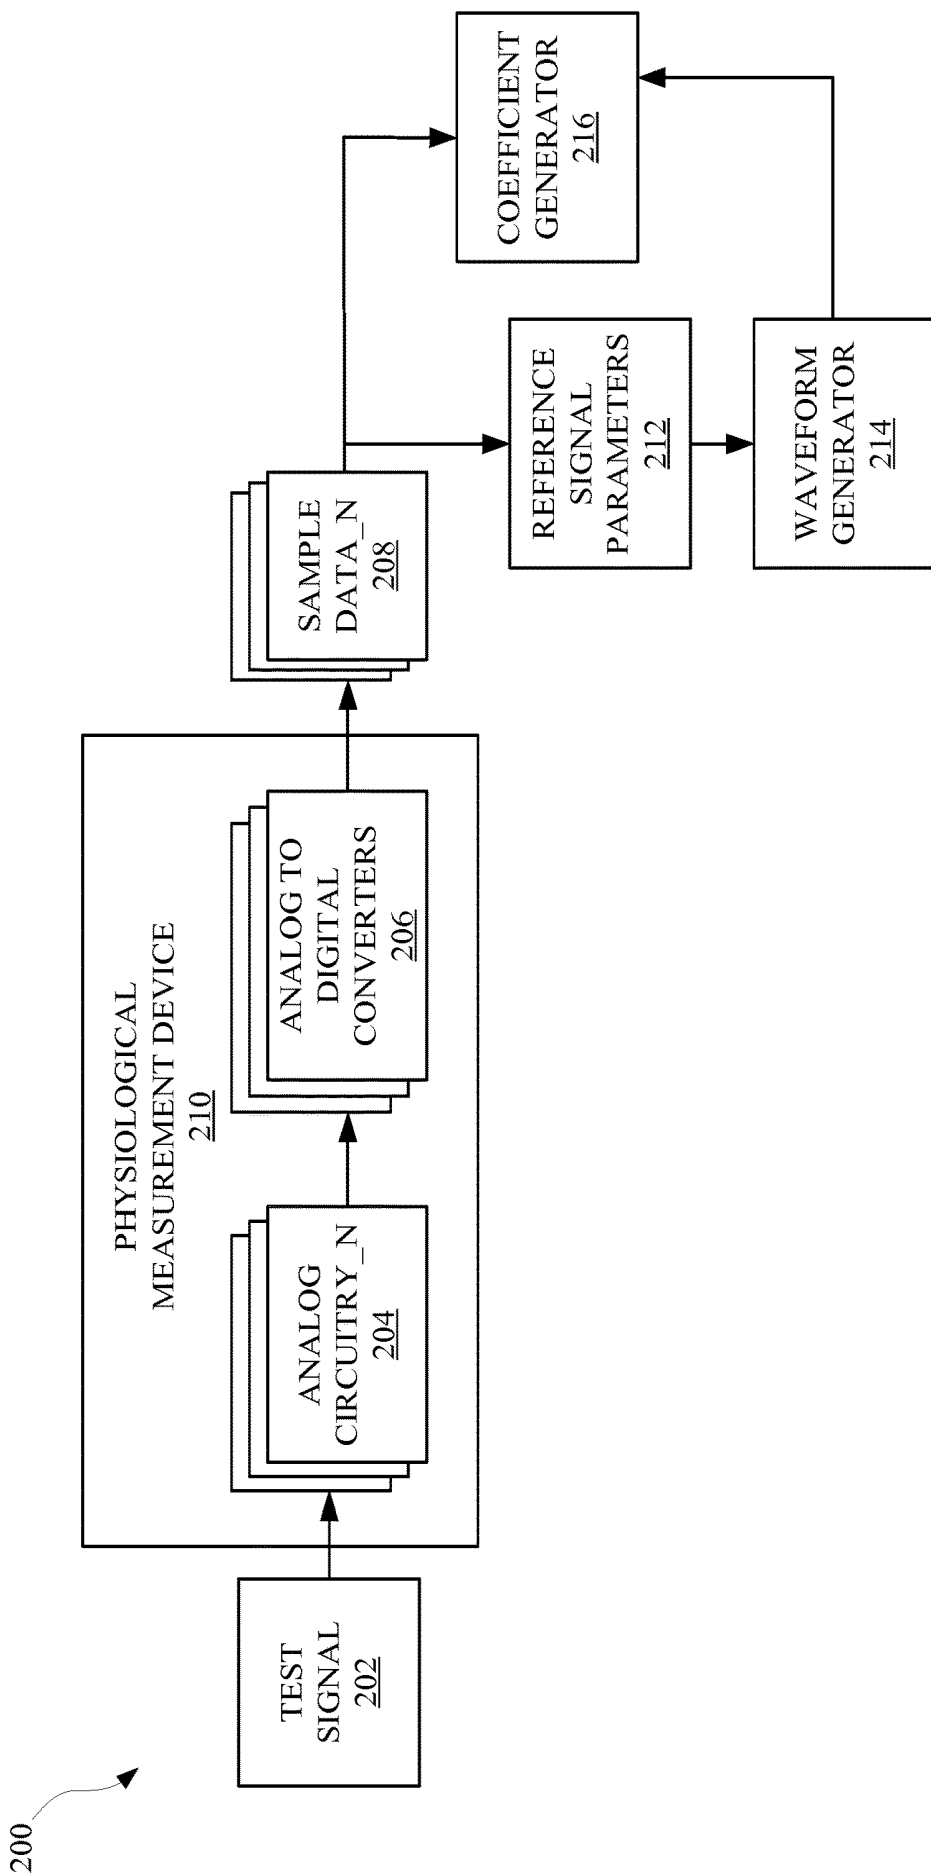 200
TEST
SIGNAL
202
PHYSIOLOGICAL
MEASUREMENT DEVICE
210
ANALOG
CIRCUITRY_N
204
ANALOG TO
DIGITAL
CONVERTERS
206
SAMPLE
DATA_N
208
REFERENCE
SIGNAL
PARAMETERS
212
WAVEFORM
GENERATOR
214
COEFFICIENT
GENERATOR
216